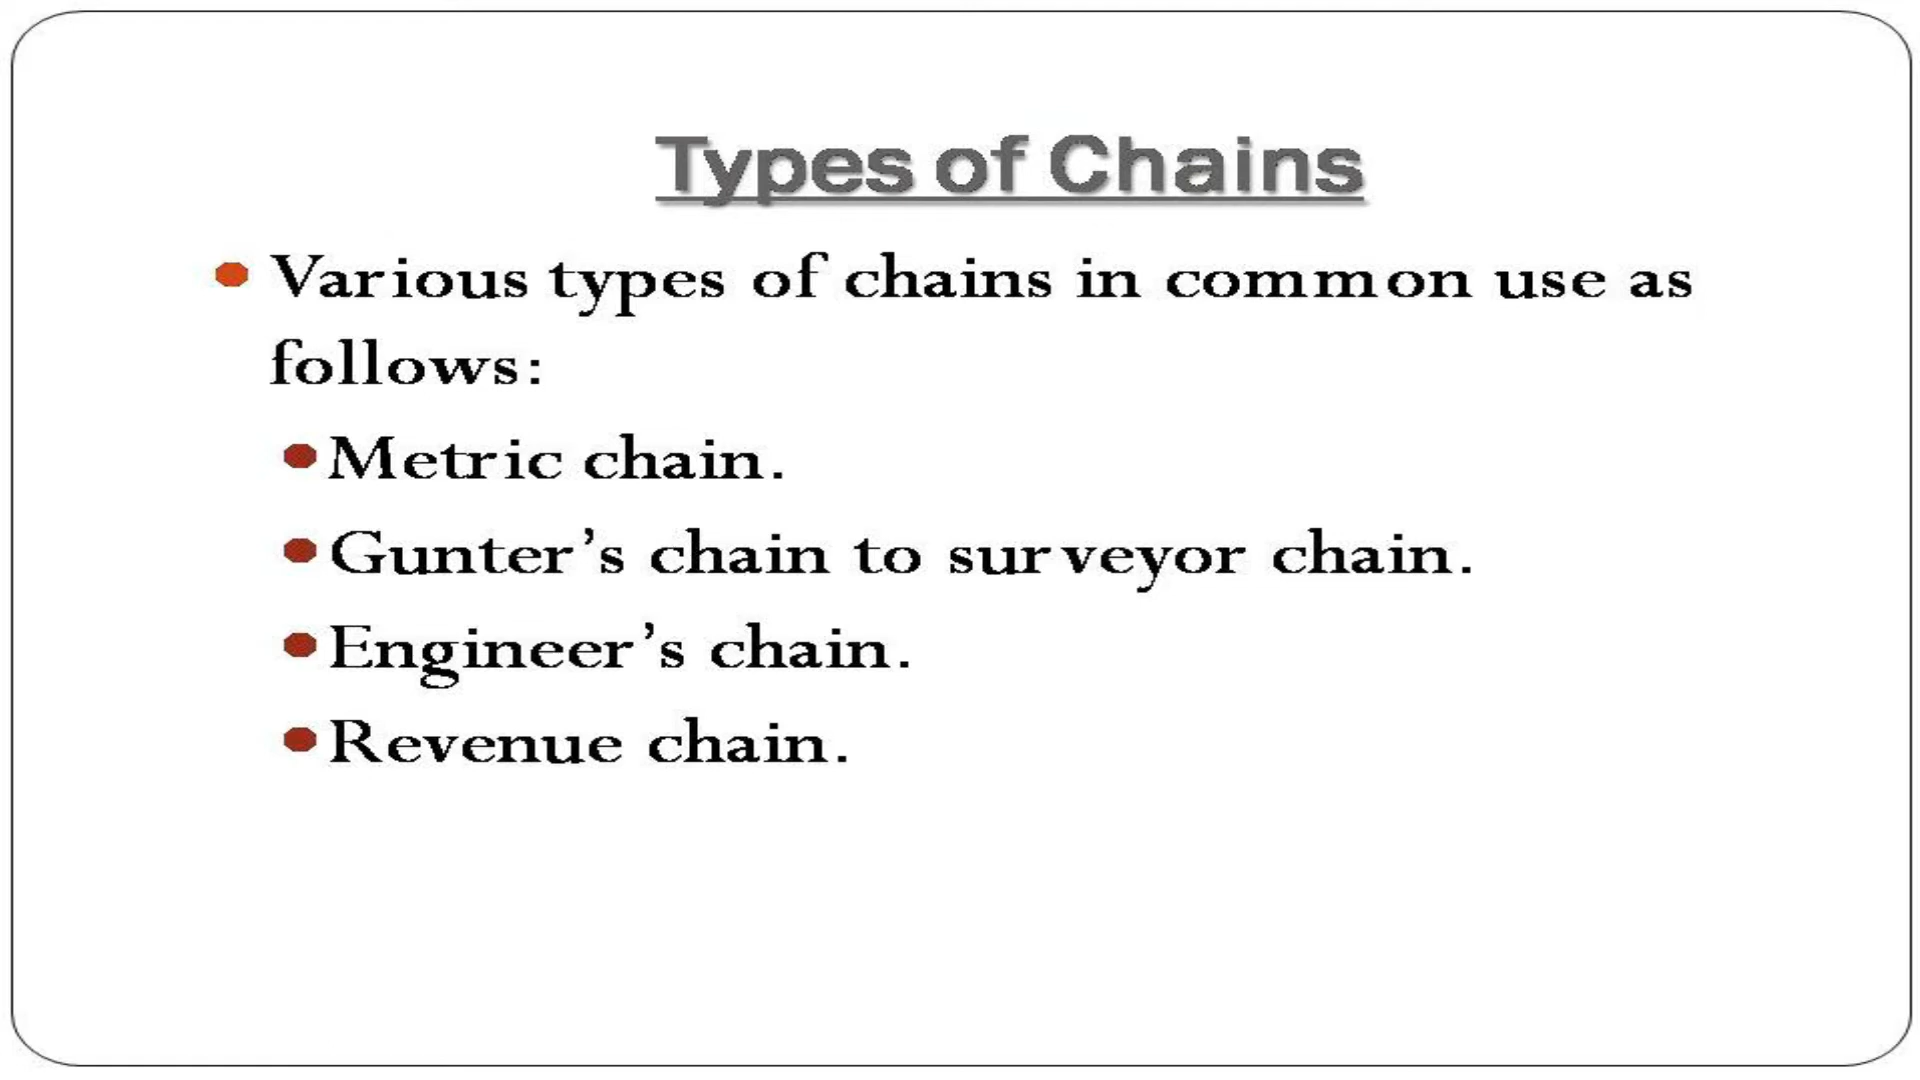 Types of Chains
Various types of chains in common use as
follows:
Metric chain.
Gunter’s chain to surveyor chain.
Engineer’s chain.
Revenue chain.